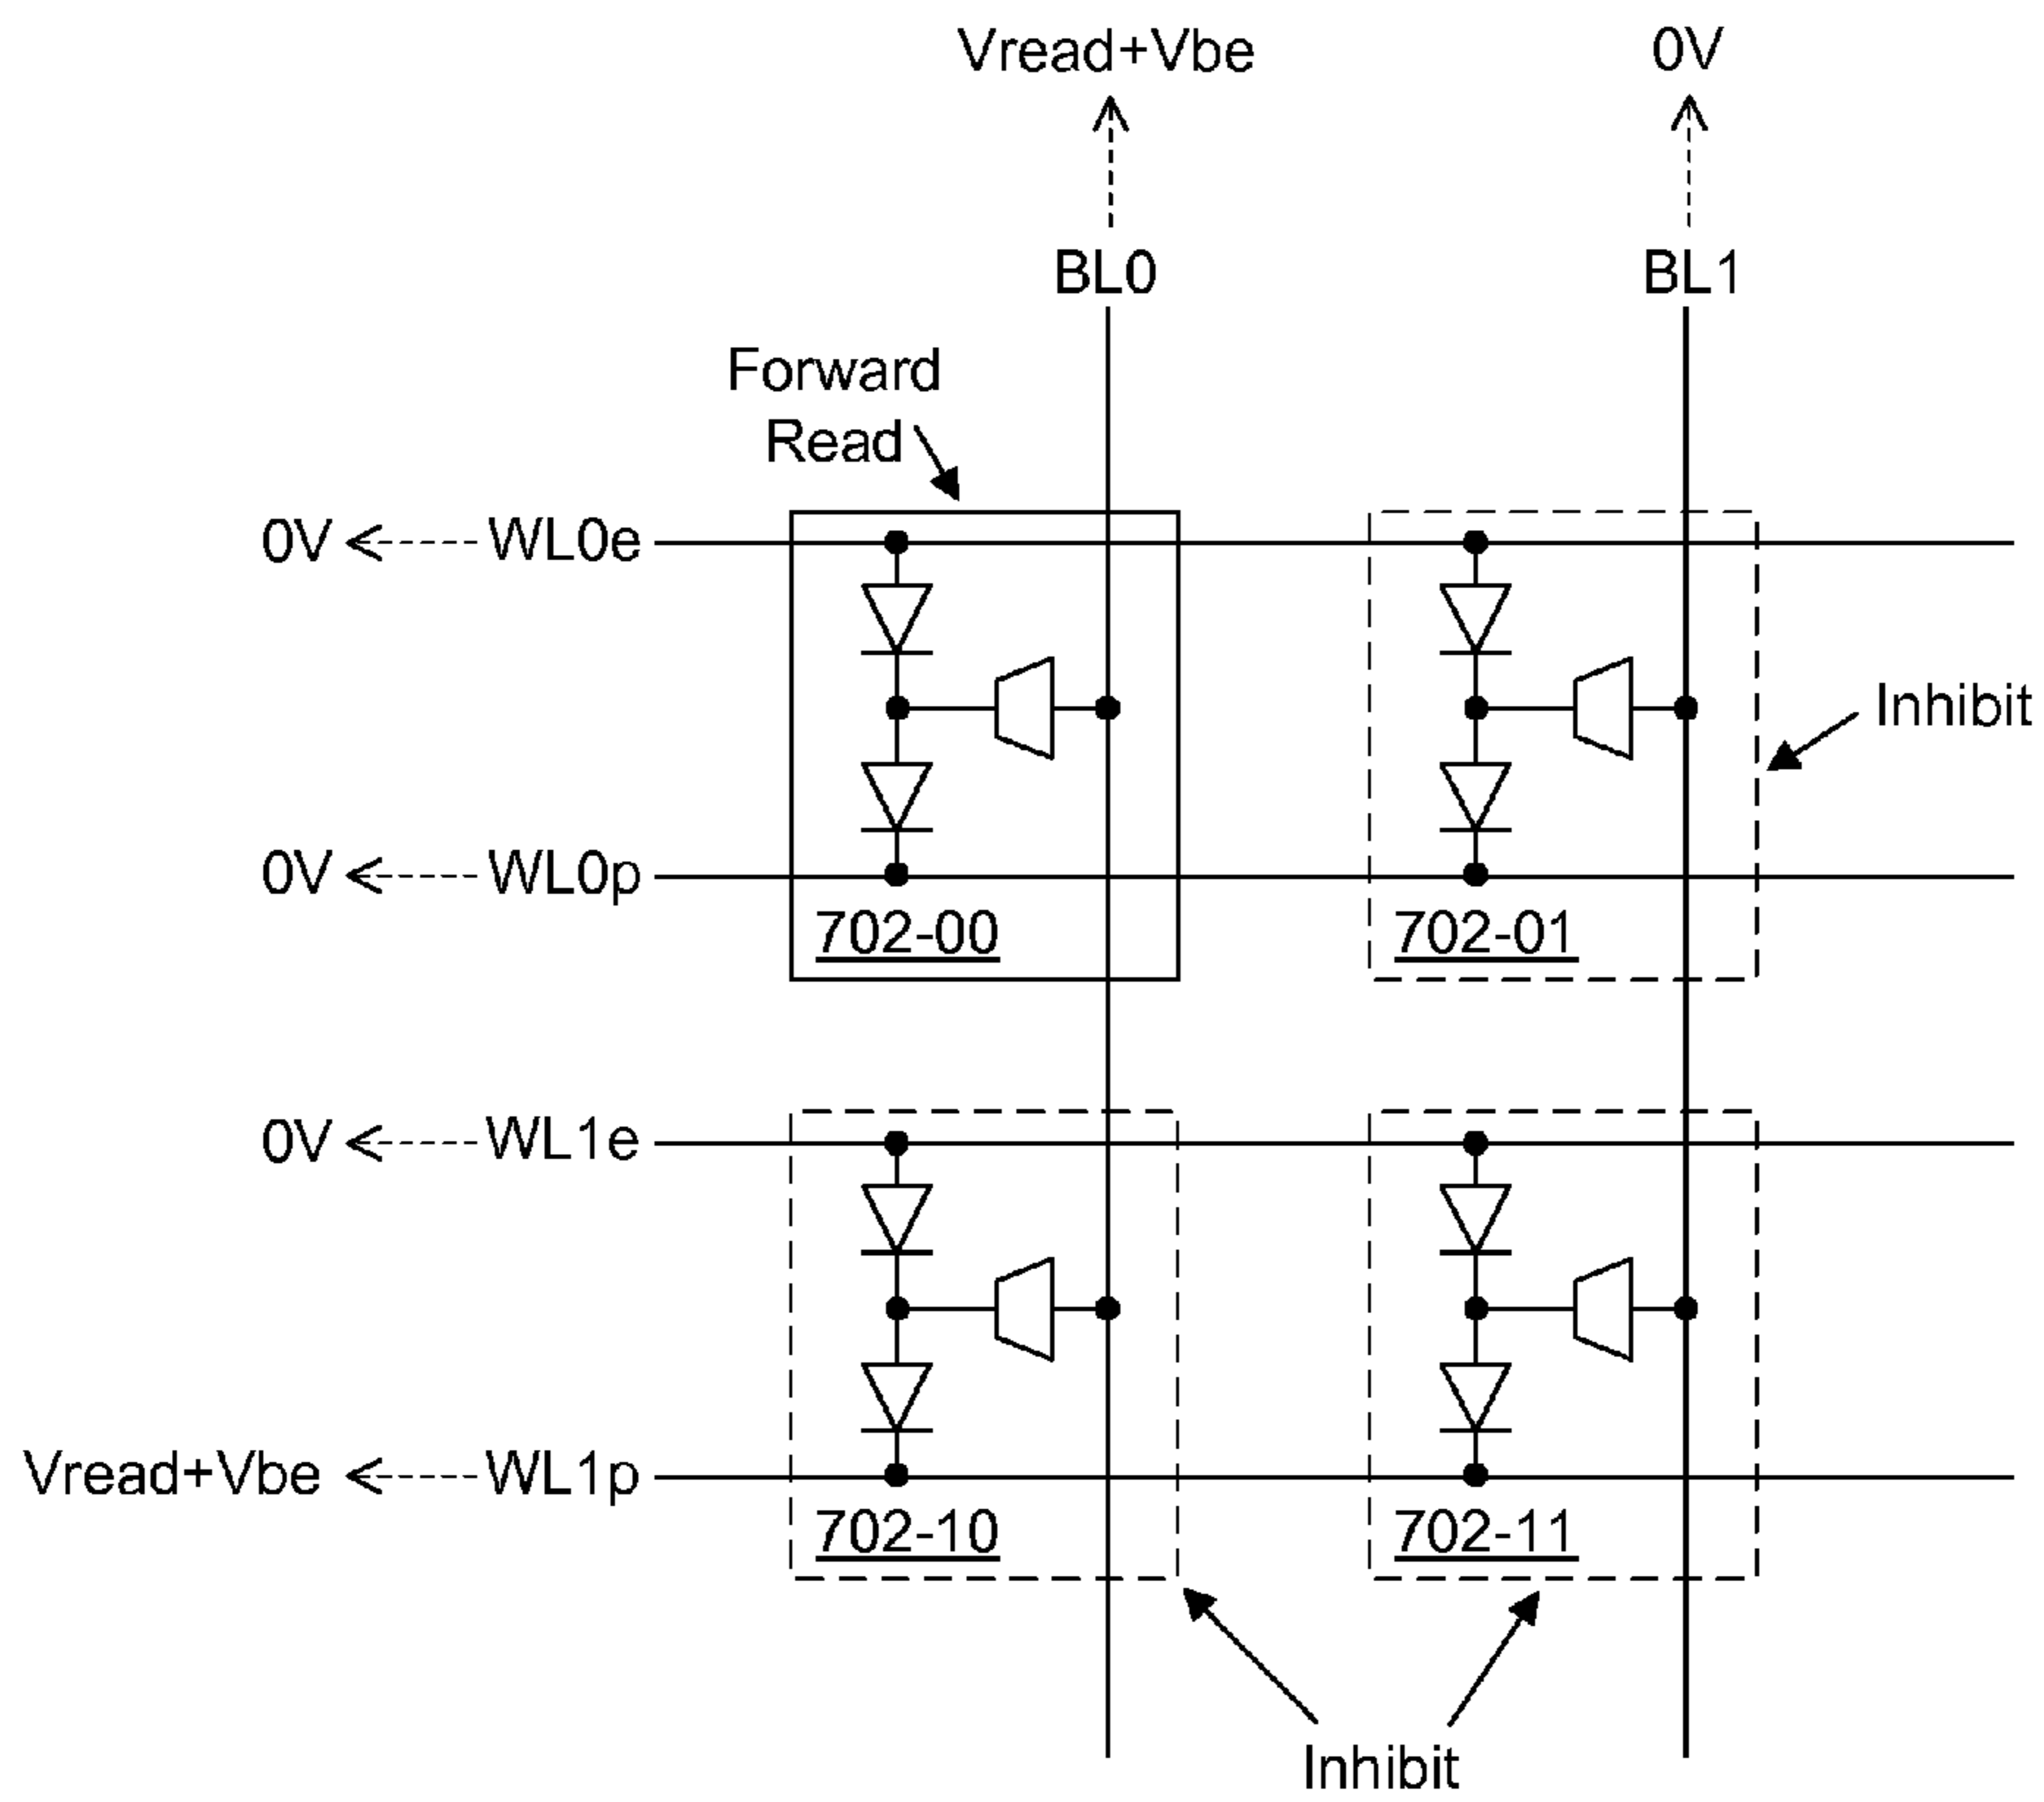 Vread+Vbe
0V
BL0
BL1
Forward
Read
0V
WL0e
Inhibit
0V
WL0p
702-00
702-01
0V
WL1e
Vread+Vbe
WL1p
702-10
702-11
Inhibit